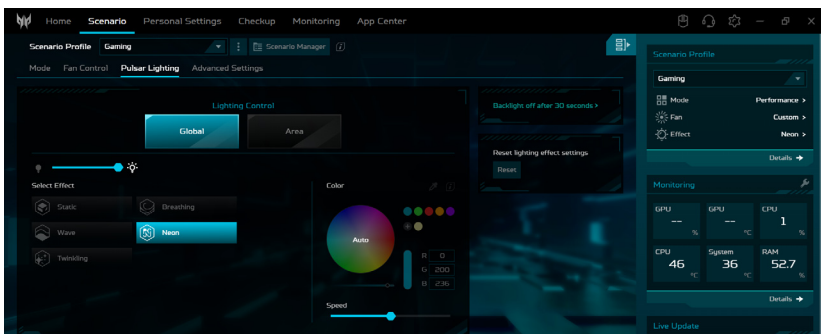 Home Scenario Personal Settings Checkup Monitoring App Center
Scenario Profile Gaming Scenario Manager
Mode Fan Control Pulsar Lighting Advanced Settings
Lighting Control
Global Area
Select Effect
Static Breathing
Wave Neon
Twinkling
Color
Auto
R 0
G 200
B 236
Speed
Backlight off after 30 seconds >
Reset lighting effect settings
Reset
Scenario Profile
Gaming
Mode Performance >
Fan Custom >
Effect Neon >
Details →
Monitoring
GPU GPU CPU
-- -- 1
% °C %
CPU System RAM
46 36 52.7
°C °C %
Details →
Live Update